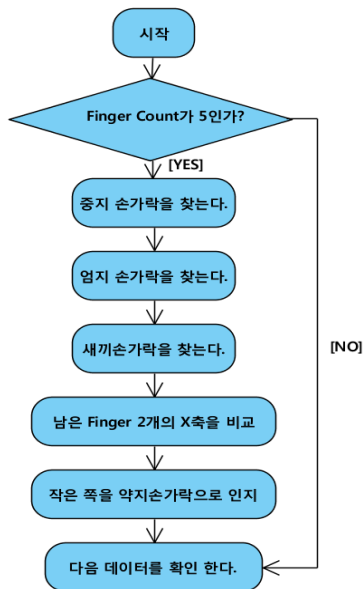 시작
Finger Count가 5인가?
[YES]
중지 손가락을 찾는다.
엄지 손가락을 찾는다.
새끼손가락을 찾는다.
[NO]
남은 Finger 2개의 X축을 비교
작은 쪽을 약지손가락으로 인지
다음 데이터를 확인 한다.